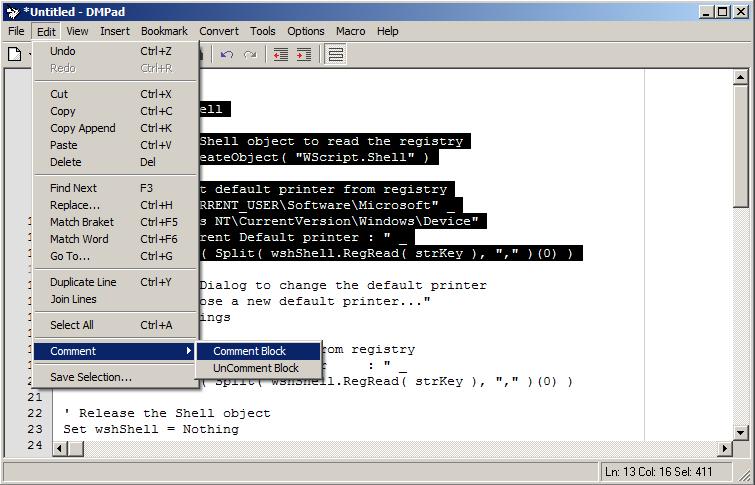 *Untitled - DMPad
File Edit View Insert Bookmark Convert Tools Options Macro Help
Undo Ctrl+Z
Redo Ctrl+R
Cut Ctrl+X
Copy Ctrl+C
Copy Append Ctrl+K
Paste Ctrl+V
Delete Del
Find Next F3
Replace... Ctrl+H
Match Braket Ctrl+F5
Match Word Ctrl+F6
Go To... Ctrl+G
Duplicate Line Ctrl+Y
Join Lines
Select All Ctrl+A
Comment
Save Selection...
Comment Block
UnComment Block
ell
Shell object to read the registry
eateObject( "WScript.Shell" )
t default printer from registry
RRENT_USER\Software\Microsoft" _
s NT\CurrentVersion\Windows\Device"
rent Default printer : " _
( Split( wshShell.RegRead( strKey ), "," )(0) )
Dialog to change the default printer
ose a new default printer..."
ings
rom registry
: " _
( Split( wshShell.RegRead( strKey ), "," )(0) )
21
22 ' Release the Shell object
23 Set wshShell = Nothing
24
Ln: 13 Col: 16 Sel: 411